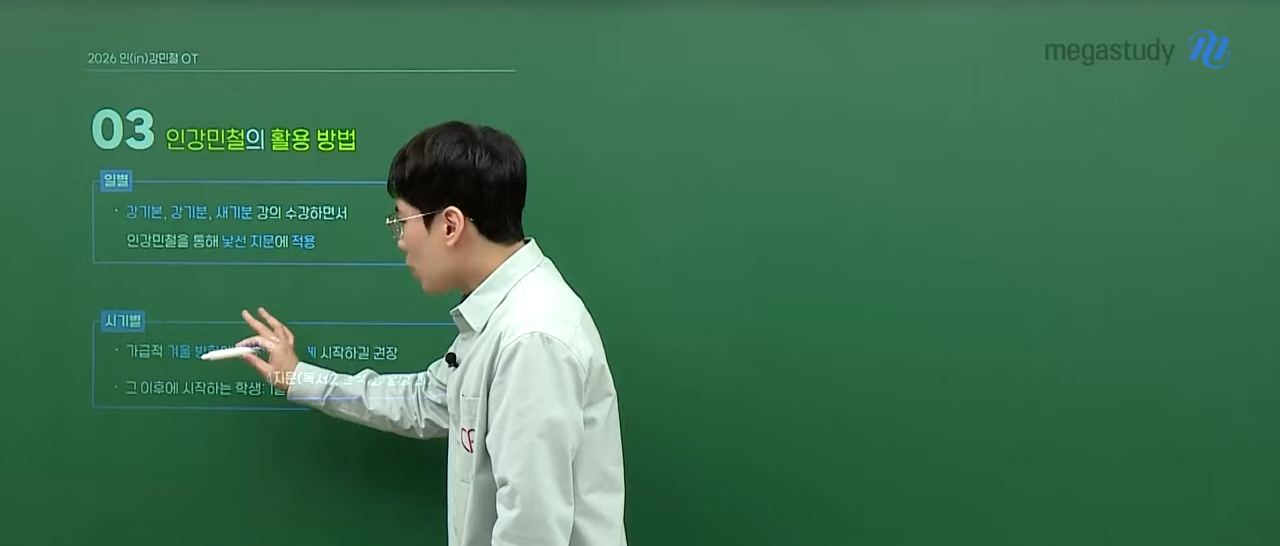 2026 인(in)강민철 OT
megastudy
03 인강민철의 활용 방법
일별
· 강기본, 강기분, 새기분 강의 수강하면서
인강민철을 통해 낯선 지문에 적용
시기별
· 가급적 겨울 시작하길 권장
· 그 이후에 시작하는 학생: